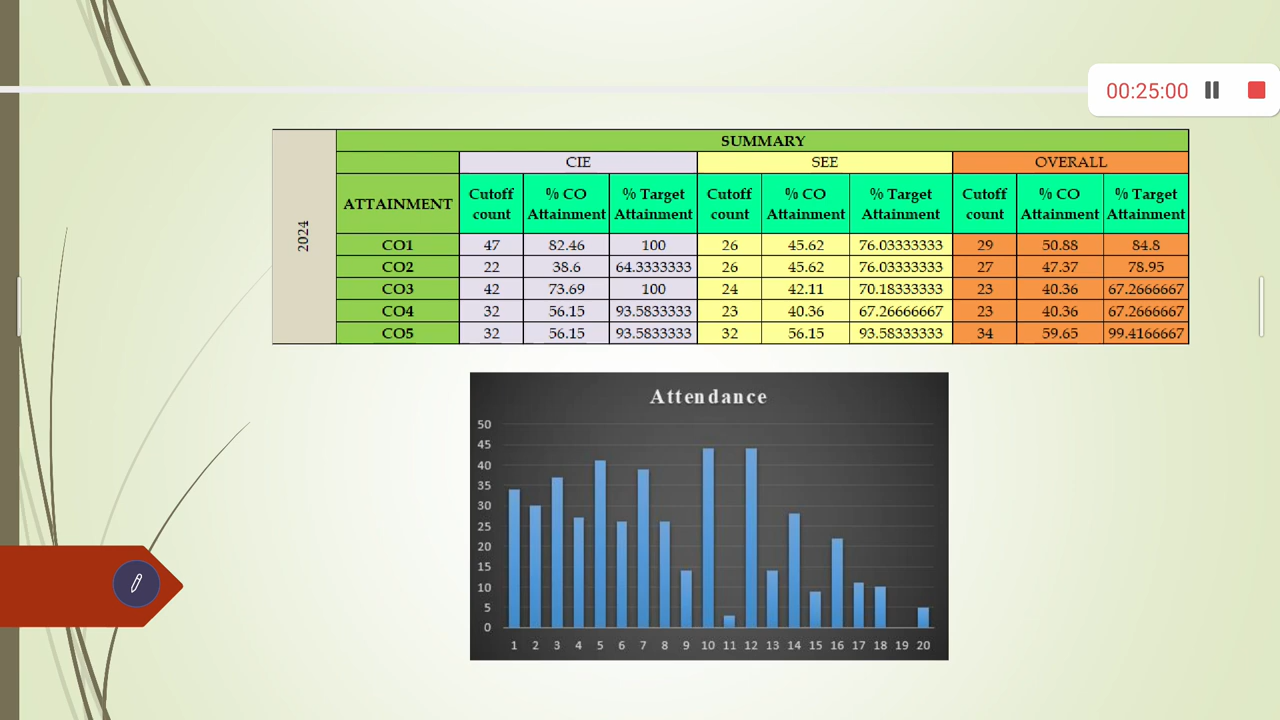 00:25:00
SUMMARY
CIE SEE OVERALL
2024
ATTAINMENT Cutoff count % CO Attainment % Target Attainment Cutoff count % CO Attainment % Target Attainment Cutoff count % CO Attainment % Target Attainment
CO1 47 82.46 100 26 45.62 76.03333333 29 50.88 84.8
CO2 22 38.6 64.3333333 26 45.62 76.03333333 27 47.37 78.95
CO3 42 73.69 100 24 42.11 70.18333333 23 40.36 67.2666667
CO4 32 56.15 93.5833333 23 40.36 67.26666667 23 40.36 67.2666667
CO5 32 56.15 93.5833333 32 56.15 93.58333333 34 59.65 99.4166667
Attendance
50
45
40
35
30
25
20
15
10
5
0
1 2 3 4 5 6 7 8 9 10 11 12 13 14 15 16 17 18 19 20